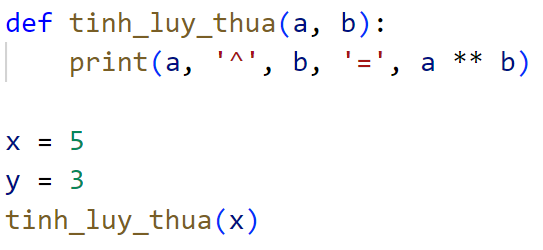 def tinh_luy_thua(a, b):
    print(a, '^', b, '=', a ** b)
x = 5
y = 3
tinh_luy_thua(x)